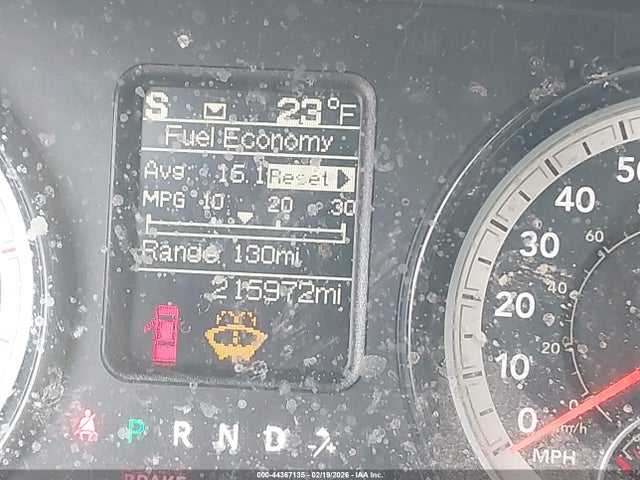 S 23°F
Fuel Economy
Avg: 16.1 Reset
MPG 10 20 30
Range 130mi
215972mi
P R N D
BRAKE
50
40
30
20
10
0
MPH
60
40
20
km/h
000-44367135 - 02/19/2026 - IAA Inc.